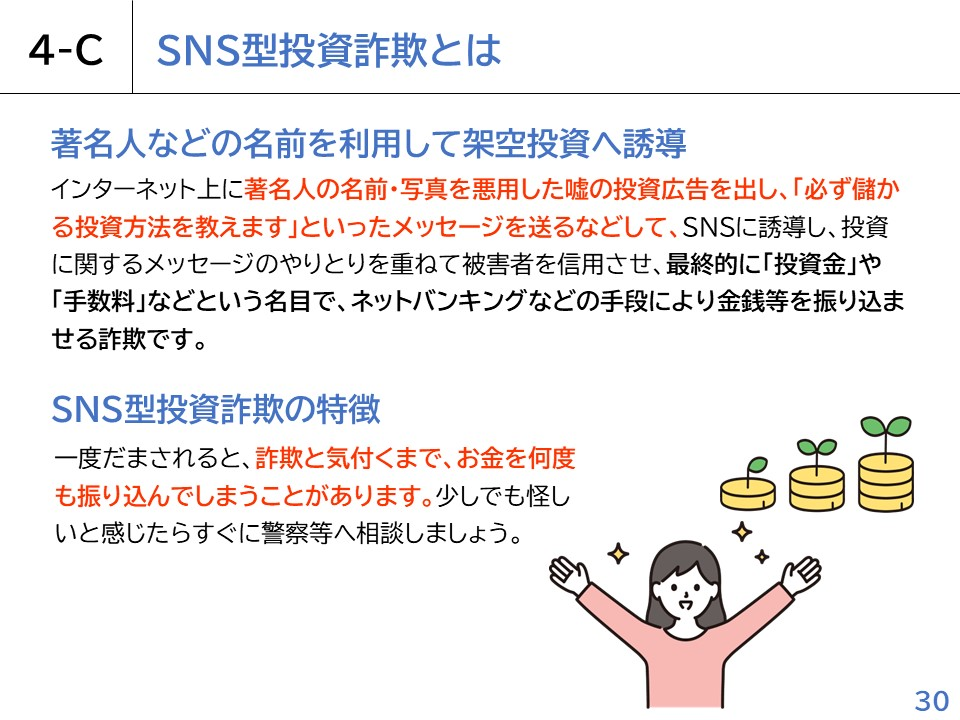 4-C
SNS型投資詐欺とは
著名人などの名前を利用して架空投資へ誘導
インターネット上に著名人の名前・写真を悪用した嘘の投資広告を出し、「必ず儲か
る投資方法を教えます」といったメッセージを送るなどして、SNSに誘導し、投資
に関するメッセージのやりとりを重ねて被害者を信用させ、最終的に「投資金」や
「手数料」などという名目で、ネットバンキングなどの手段により金銭等を振り込ま
せる詐欺です。
SNS型投資詐欺の特徴
一度だまされると、詐欺と気付くまで、お金を何度
も振り込んでしまうことがあります。少しでも怪し
いと感じたらすぐに警察等へ相談しましょう。
30